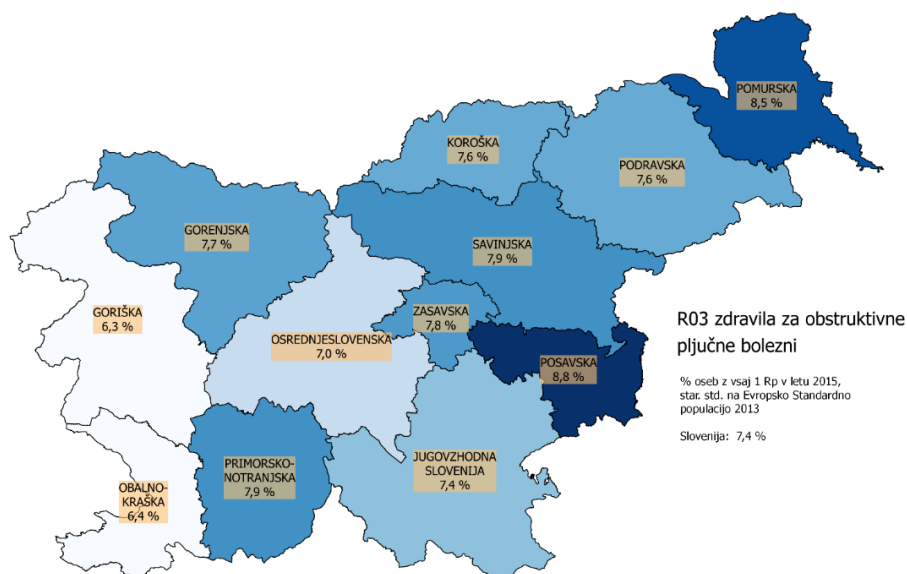 POMURSKA
8,5 %
KOROŠKA
7,6 %
PODRAVSKA
7,6 %
GORENJSKA
7,7 %
SAVINJSKA
7,9 %
GORIŠKA
6,3 %
ZASAVSKA
7,8 %
OSREDNJESLOVENSKA
7,0 %
POSAVSKA
8,8 %
R03 zdravila za obstruktivne
pljučne bolezni
% oseb z vsaj 1 Rp v letu 2015,
star. std. na Evropsko Standardno
populacijo 2013
Slovenija: 7,4 %
JUGOVZHODNA
SLOVENIJA
7,4 %
PRIMORSKO-
NOTRANJSKA
7,9 %
OBALNO-
KRAŠKA
6,4 %